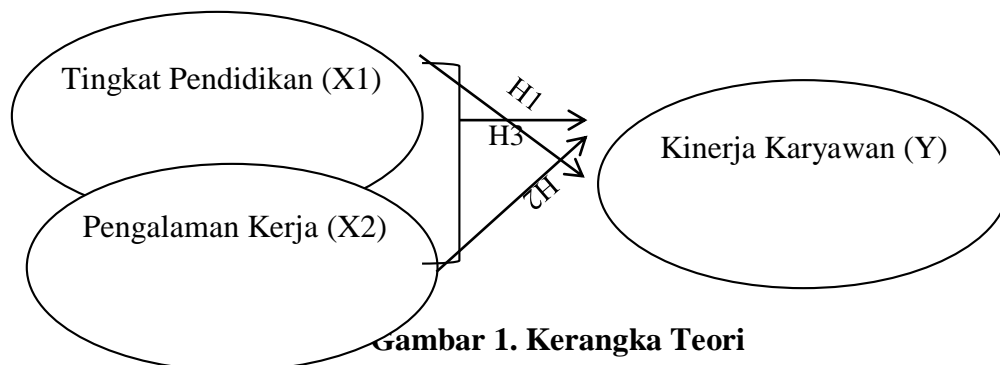 Tingkat Pendidikan (X1)
H1
H3
Kinerja Karyawan (Y)
H2
Pengalaman Kerja (X2)
Gambar 1. Kerangka Teori